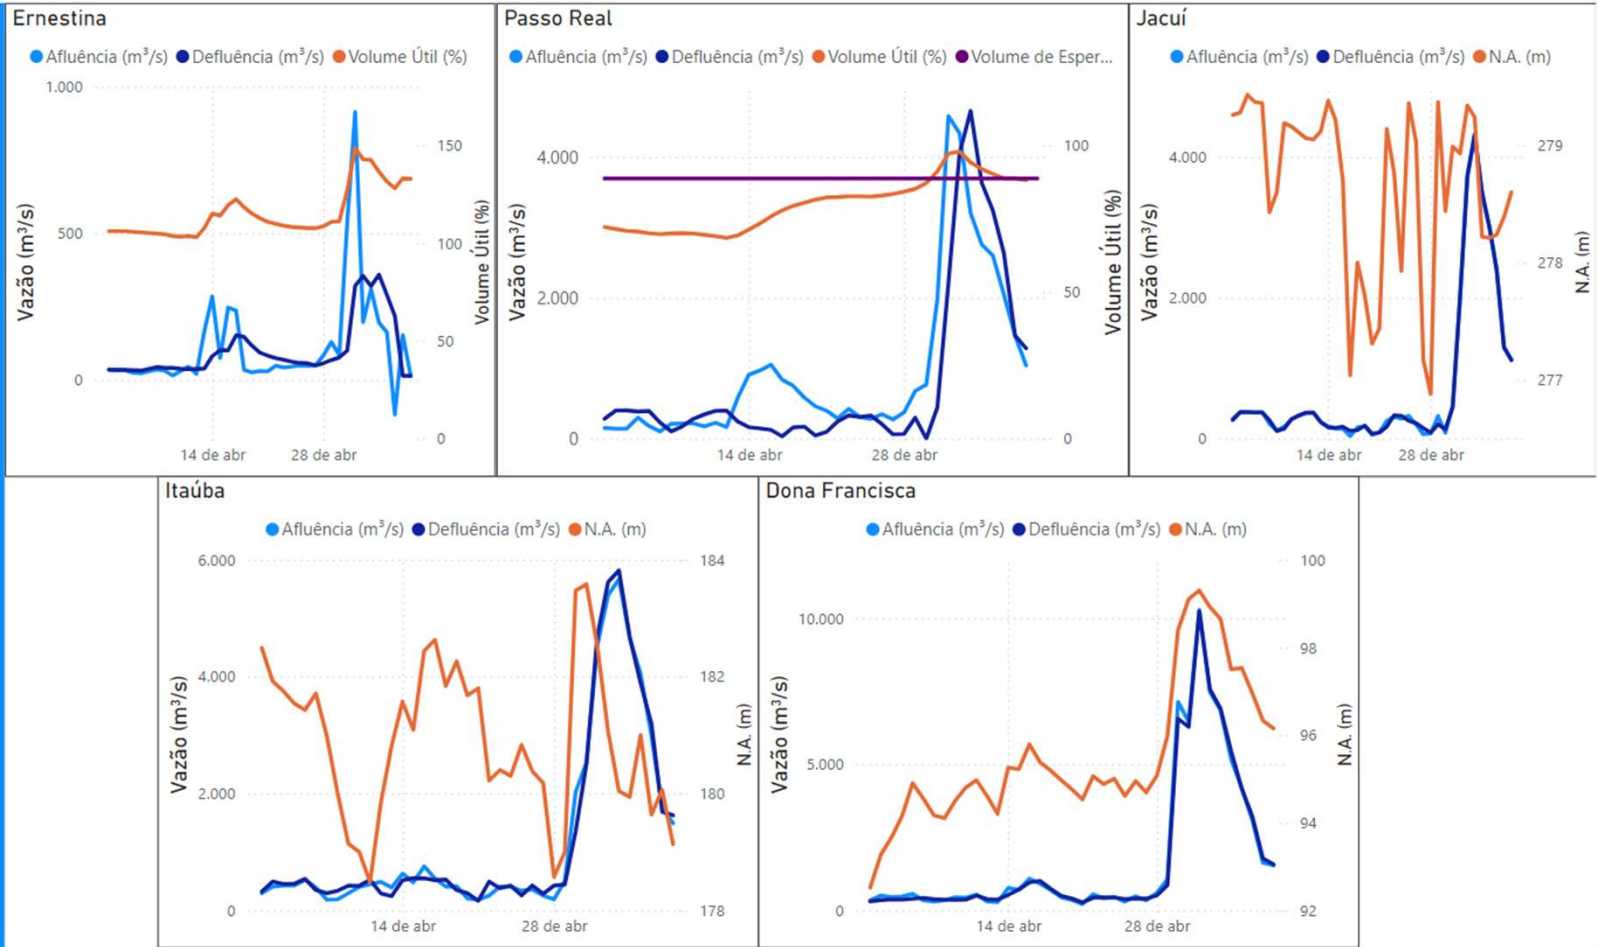 Ernestina
Afluência (m³/s) Defluência (m³/s) Volume Útil (%)
1.000
500
0
150
100
50
0
Vazão (m³/s)
Volume Útil (%)
14 de abr 28 de abr
Passo Real
Afluência (m³/s) Defluência (m³/s) Volume Útil (%) Volume de Esper...
4.000
2.000
0
100
50
0
Vazão (m³/s)
Volume Útil (%)
14 de abr 28 de abr
Jacuí
Afluência (m³/s) Defluência (m³/s) N.A. (m)
4.000
2.000
0
279
278
277
Vazão (m³/s)
N.A. (m)
14 de abr 28 de abr
Itaúba
Afluência (m³/s) Defluência (m³/s) N.A. (m)
6.000
4.000
2.000
0
184
182
180
178
Vazão (m³/s)
N.A. (m)
14 de abr 28 de abr
Dona Francisca
Afluência (m³/s) Defluência (m³/s) N.A. (m)
10.000
5.000
0
100
98
96
94
92
Vazão (m³/s)
N.A. (m)
14 de abr 28 de abr